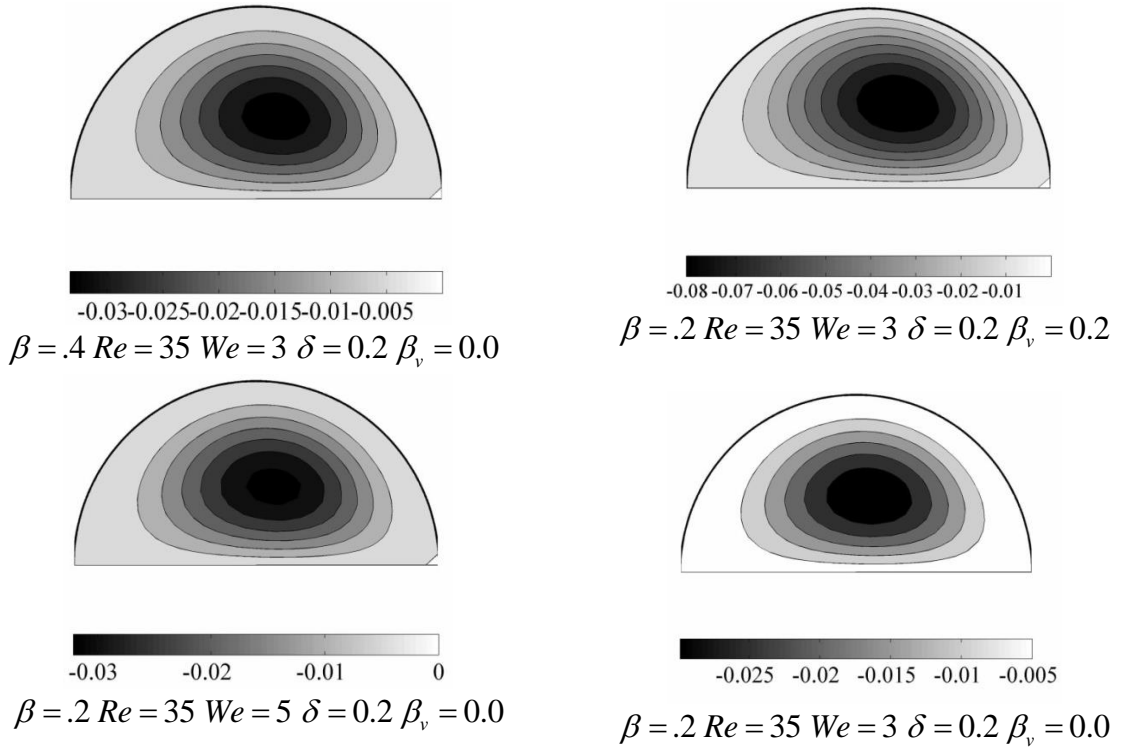 -0.03-0.025-0.02-0.015-0.01-0.005
β = .4 Re = 35 We = 3 δ = 0.2 βᵥ = 0.0
-0.08 -0.07 -0.06 -0.05 -0.04 -0.03 -0.02 -0.01
β = .2 Re = 35 We = 3 δ = 0.2 βᵥ = 0.2
-0.03 -0.02 -0.01 0
β = .2 Re = 35 We = 5 δ = 0.2 βᵥ = 0.0
-0.025 -0.02 -0.015 -0.01 -0.005
β = .2 Re = 35 We = 3 δ = 0.2 βᵥ = 0.0